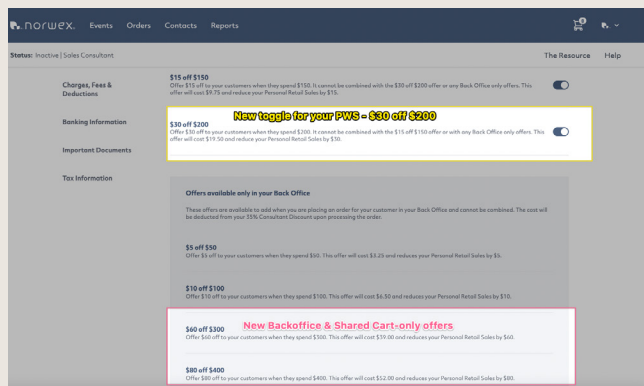 norwex. Events Orders Contacts Reports
0
Status: Inactive | Sales Consultant The Resource Help
$15 off $150
Charges, Fees & Deductions
Offer $15 off to your customers when they spend $150. It cannot be combined with the $30 off $200 offer or any Back Office only offers. This
offer will cost $9.75 and reduce your Personal Retail Sales by $15.
Banking Information
New toggle for your PWS - $30 off $200
$30 off $200
Offer $30 off to your customers when they spend $200. It cannot be combined with the $15 off $150 offer or with any Back Office only offers. This
offer will cost $19.50 and reduce your Personal Retail Sales by $30.
Important Documents
Tax Information
Offers available only in your Back Office
These offers are available to add when you are placing an order for your customer in your Back Office and cannot be combined. The cost will
be deducted from your 35% Consultant Discount upon processing the order.
$5 off $50
Offer $5 off to your customers when they spend $50. This offer will cost $3.25 and reduces your Personal Retail Sales by $5.
$10 off $100
Offer $10 off to your customers when they spend $100. This offer will cost $6.50 and reduces your Personal Retail Sales by $10.
New Backoffice & Shared Cart-only offers
$60 off $300
Offer $60 off to your customers when they spend $300. This offer will cost $39.00 and reduces your Personal Retail Sales by $60.
$80 off $400
Offer $80 off to your customers when they spend $400. This offer will cost $52.00 and reduces your Personal Retail Sales by $80.